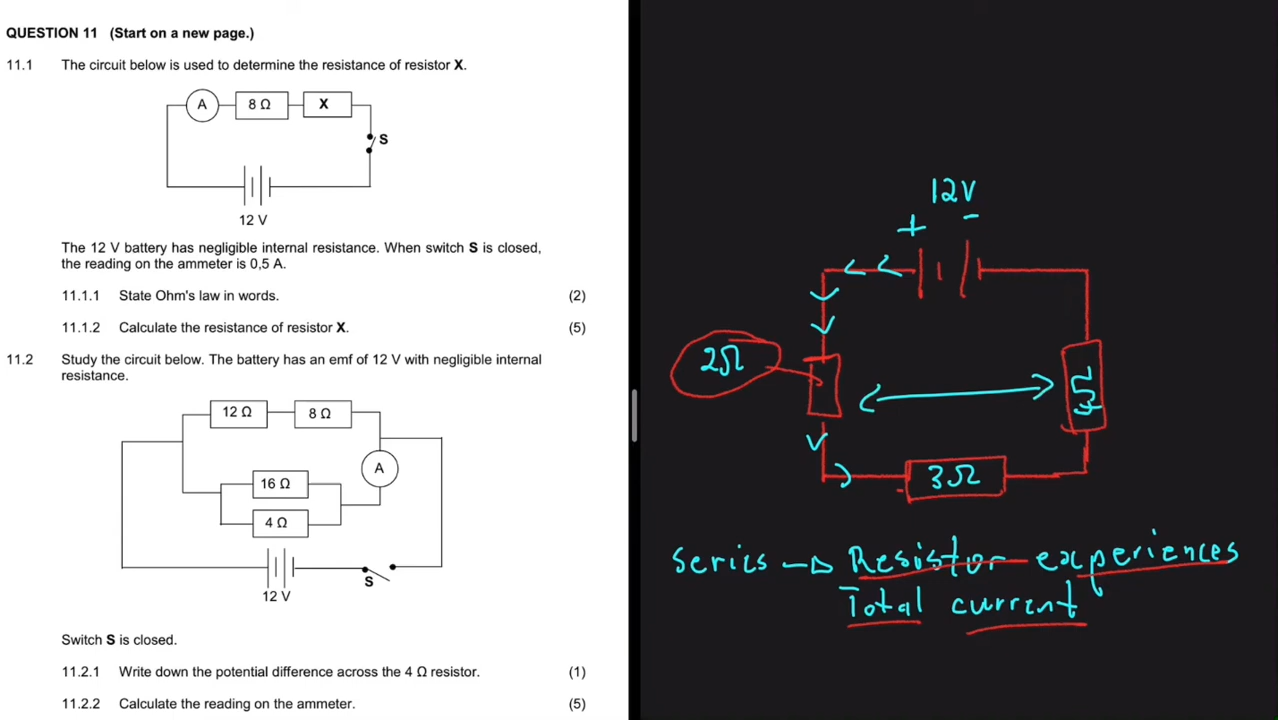 QUESTION 11 (Start on a new page.)
11.1 The circuit below is used to determine the resistance of resistor X.
A 8 Ω X
S
12 V
The 12 V battery has negligible internal resistance. When switch S is closed,
the reading on the ammeter is 0,5 A.
11.1.1 State Ohm's law in words. (2)
11.1.2 Calculate the resistance of resistor X. (5)
11.2 Study the circuit below. The battery has an emf of 12 V with negligible internal
resistance.
12 Ω 8 Ω
A
16 Ω
4 Ω
S
12 V
Switch S is closed.
11.2.1 Write down the potential difference across the 4 Ω resistor. (1)
11.2.2 Calculate the reading on the ammeter. (5)
12V
+ -
2Ω
4Ω
3Ω
Series → Resistor experiences
Total current